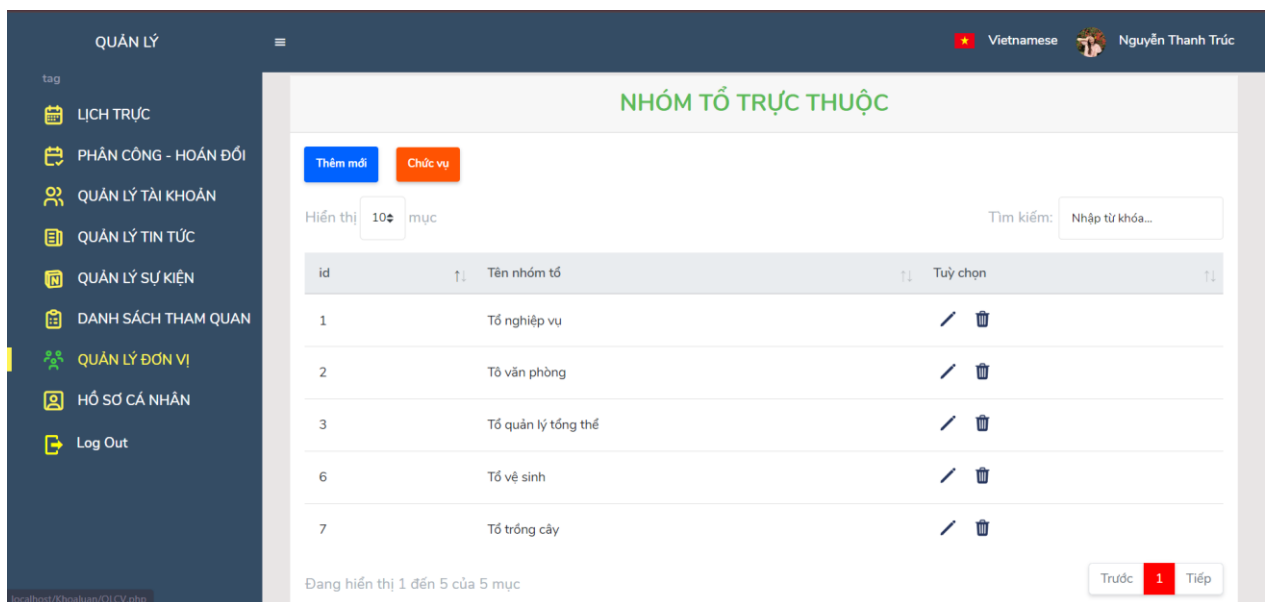 QUẢN LÝ
Vietnamese
Nguyễn Thanh Trúc
tag
LỊCH TRỰC
PHÂN CÔNG - HOÁN ĐỔI
QUẢN LÝ TÀI KHOẢN
QUẢN LÝ TIN TỨC
QUẢN LÝ SỰ KIỆN
DANH SÁCH THAM QUAN
QUẢN LÝ ĐƠN VỊ
HỒ SƠ CÁ NHÂN
Log Out
NHÓM TỔ TRỰC THUỘC
Thêm mới Chức vụ
Hiển thị 10 mục Tìm kiếm: Nhập từ khóa...
id Tên nhóm tổ Tuỳ chọn
1 Tổ nghiệp vụ
2 Tô văn phòng
3 Tổ quản lý tổng thể
6 Tổ vệ sinh
7 Tổ trồng cây
Đang hiển thị 1 đến 5 của 5 mục Trước 1 Tiếp
localhost/Khoaluan/QLCV.php